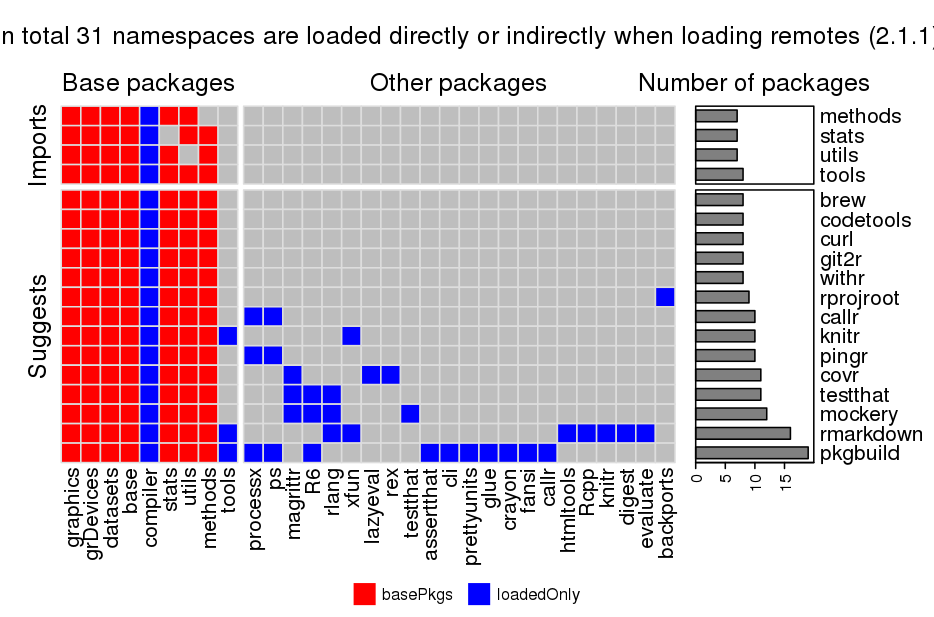 n total 31 namespaces are loaded directly or indirectly when loading remotes (2.1.1)
Base packages
Other packages
Number of packages
Imports
methods
stats
utils
tools
Suggests
brew
codetools
curl
git2r
withr
rprojroot
callr
knitr
pingr
covr
testthat
mockery
rmarkdown
pkgbuild
graphics
grDevices
datasets
base
compiler
stats
utils
methods
tools
processx
ps
magrittr
R6
rlang
xfun
lazyeval
rex
testthat
assertthat
cli
prettyunits
glue
crayon
fansi
callr
htmltools
Rcpp
knitr
digest
evaluate
backports
0
5
10
15
basePkgs
loadedOnly